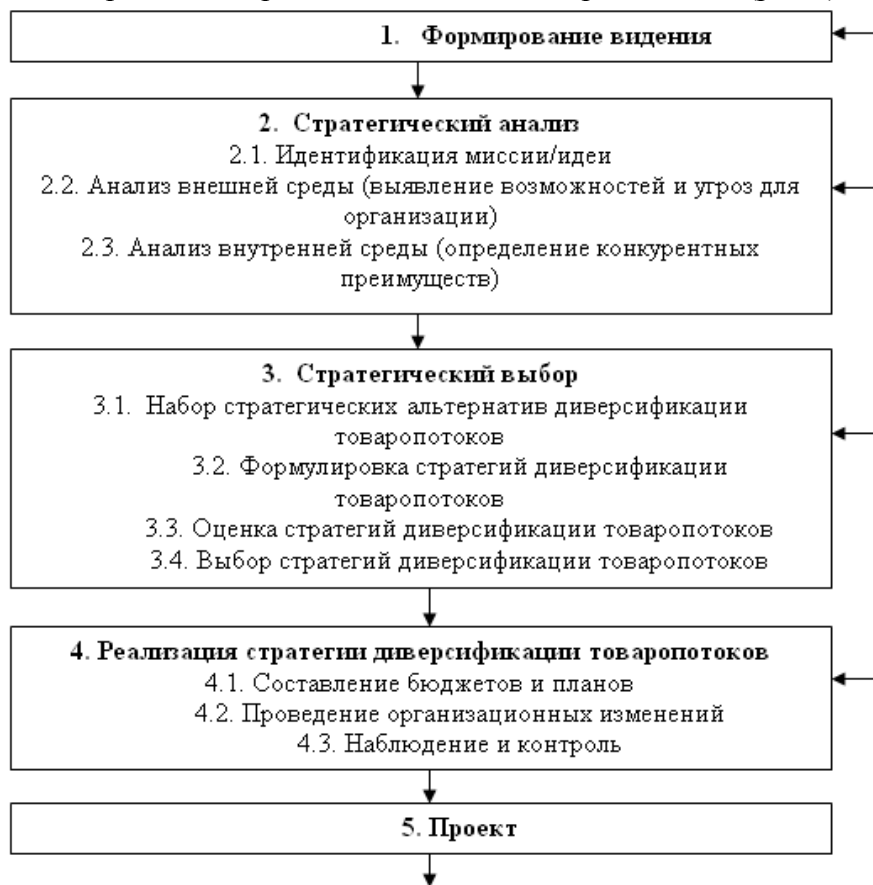 1. Формирование видения
2. Стратегический анализ
2.1. Идентификация миссии/идеи
2.2. Анализ внешней среды (выявление возможностей и угроз для
организации)
2.3. Анализ внутренней среды (определение конкурентных
преимуществ)
3. Стратегический выбор
3.1. Набор стратегических альтернатив диверсификации
товаропотоков
3.2. Формулировка стратегий диверсификации
товаропотоков
3.3. Оценка стратегий диверсификации товаропотоков
3.4. Выбор стратегий диверсификации товаропотоков
4. Реализация стратегии диверсификации товаропотоков
4.1. Составление бюджетов и планов
4.2. Проведение организационных изменений
4.3. Наблюдение и контроль
5. Проект